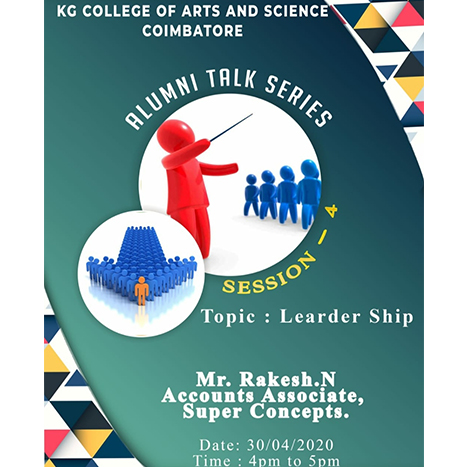 KG COLLEGE OF ARTS AND SCIENCE
COIMBATORE
ALUMNI TALK SERIES
SESSION - 4
Topic : Learder Ship
Mr. Rakesh.N
Accounts Associate,
Super Concepts.
Date: 30/04/2020
Time : 4pm to 5pm